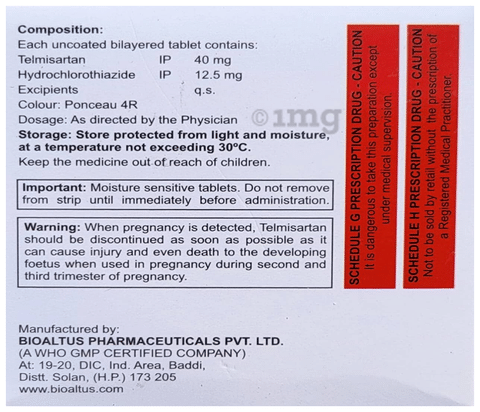 Composition:
Each uncoated bilayered tablet contains:
Telmisartan IP 40 mg
Hydrochlorothiazide IP 12.5 mg
Excipients q.s.
Colour: Ponceau 4R
Dosage: As directed by the Physician
Storage: Store protected from light and moisture,
at a temperature not exceeding 30ºC.
Keep the medicine out of reach of children.
Important: Moisture sensitive tablets. Do not remove
from strip until immediately before administration.
Warning: When pregnancy is detected, Telmisartan
should be discontinued as soon as possible as it
can cause injury and even death to the developing
foetus when used in pregnancy during second and
third trimester of pregnancy.
Manufactured by:
BIOALTUS PHARMACEUTICALS PVT. LTD.
(A WHO GMP CERTIFIED COMPANY)
At: 19-20, DIC, Ind. Area, Baddi,
Distt. Solan, (H.P.) 173 205
www.bioaltus.com
SCHEDULE G PRESCRIPTION DRUG - CAUTION
It is dangerous to take this preparation except
under medical supervision.
SCHEDULE H PRESCRIPTION DRUG - CAUTION
Not to be sold by retail without the prescription of
a Registered Medical Practitioner.
©1mg